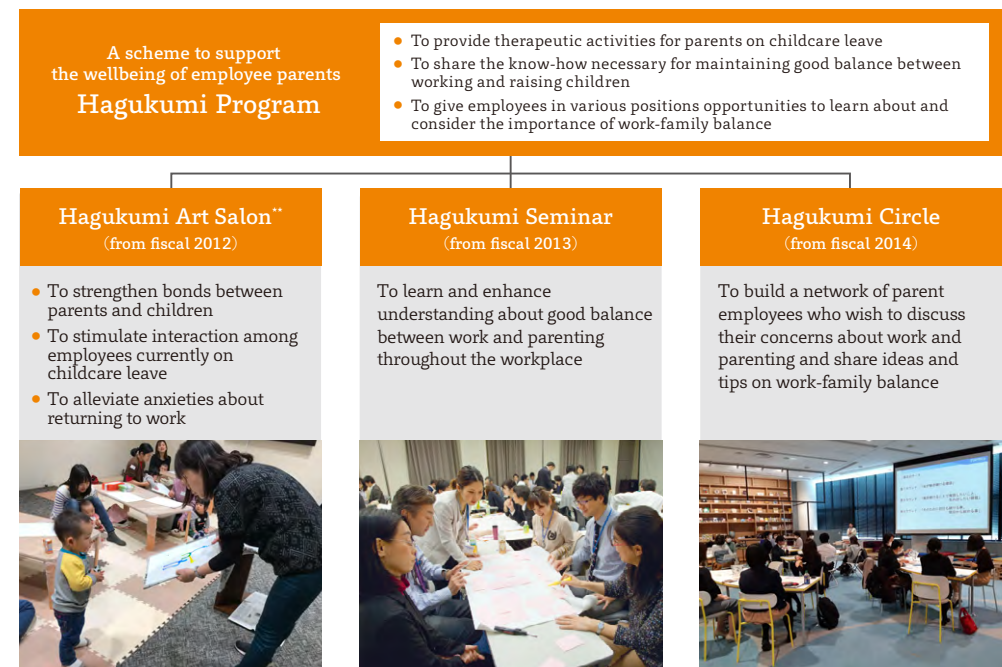 A scheme to support
the wellbeing of employee parents
Hagukumi Program
• To provide therapeutic activities for parents on childcare leave
• To share the know-how necessary for maintaining good balance between
working and raising children
• To give employees in various positions opportunities to learn about and
consider the importance of work-family balance
Hagukumi Art Salon**
(from fiscal 2012)
• To strengthen bonds between
parents and children
• To stimulate interaction among
employees currently on
childcare leave
• To alleviate anxieties about
returning to work
Hagukumi Seminar
(from fiscal 2013)
To learn and enhance
understanding about good balance
between work and parenting
throughout the workplace
Hagukumi Circle
(from fiscal 2014)
To build a network of parent
employees who wish to discuss
their concerns about work and
parenting and share ideas and
tips on work-family balance